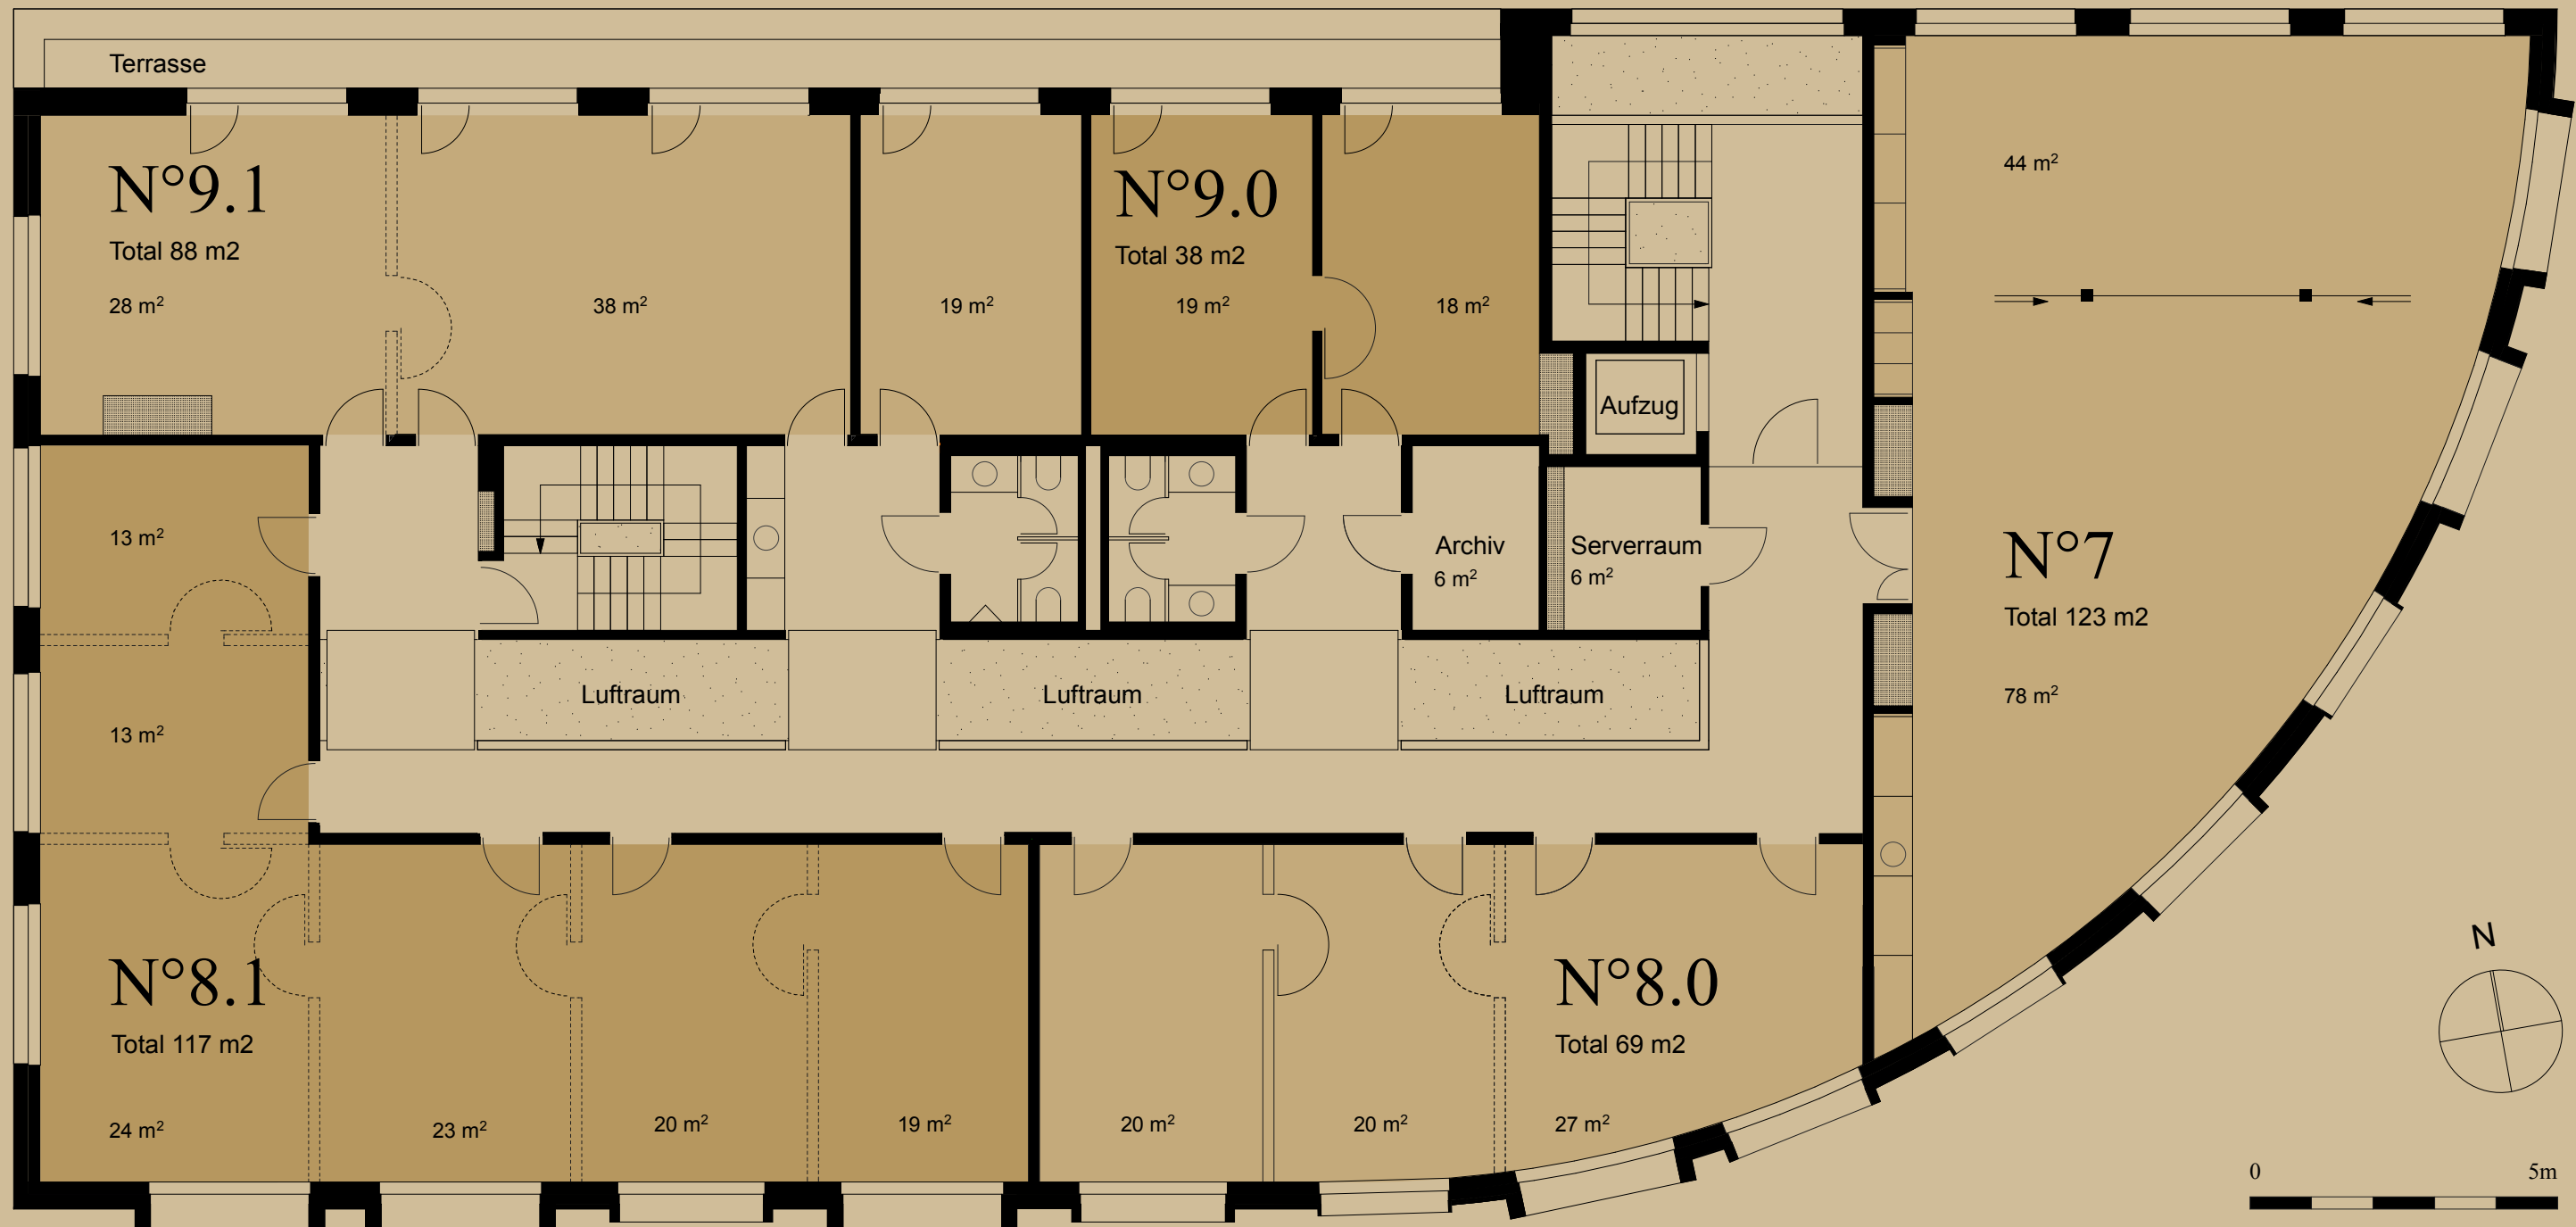 Terrasse
N°9.1
Total 88 m2
28 m²
38 m²
19 m²
N°9.0
Total 38 m2
19 m²
18 m²
44 m²
Aufzug
13 m²
Archiv
6 m²
Serverraum
6 m²
N°7
Total 123 m2
78 m²
Luftraum
Luftraum
Luftraum
13 m²
N°8.1
Total 117 m2
24 m²
23 m²
20 m²
19 m²
20 m²
20 m²
N°8.0
Total 69 m2
27 m²
N
0
5m